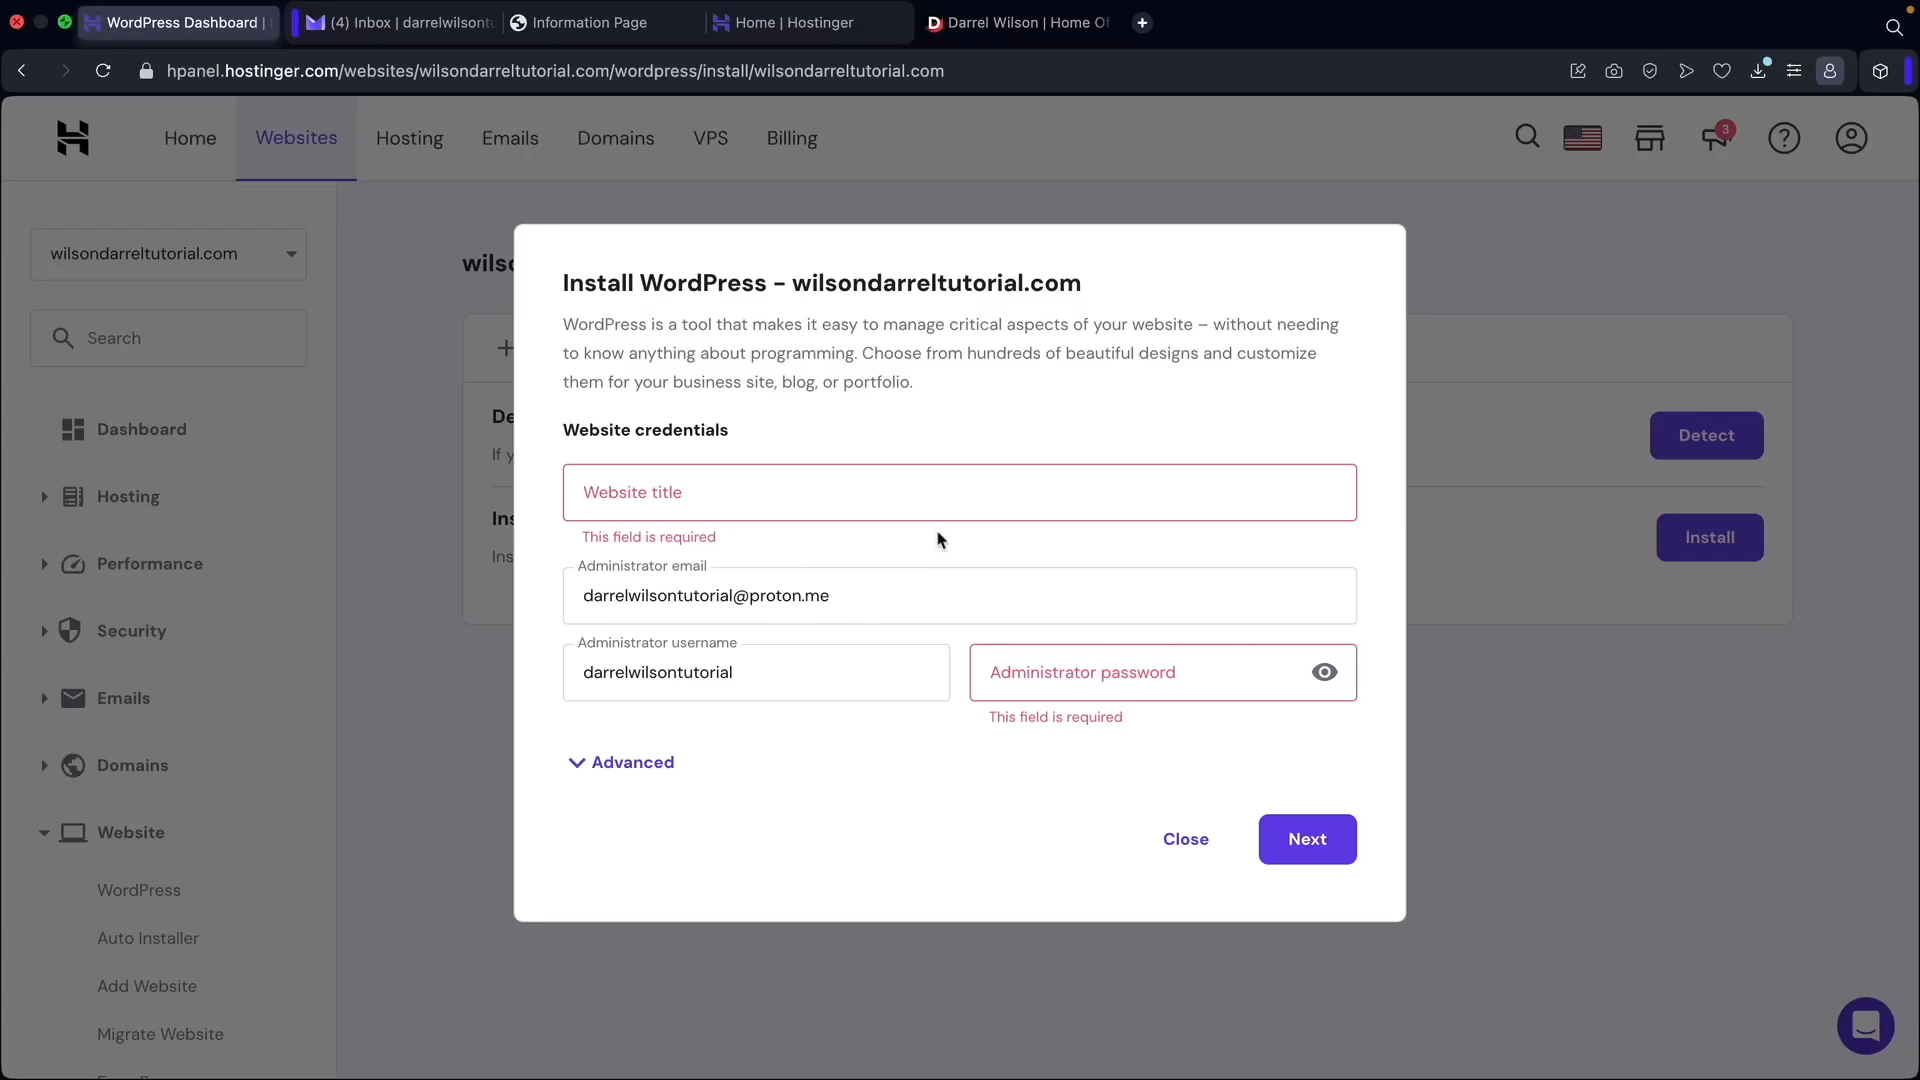 WordPress Dashboard |
(4) Inbox | darrelwilsontu
Information Page
Home | Hostinger
Darrel Wilson | Home Of
hpanel.hostinger.com/websites/wilsondarreltutorial.com/wordpress/install/wilsondarreltutorial.com
Home
Websites
Hosting
Emails
Domains
VPS
Billing
3
wilsondarreltutorial.com
Search
Dashboard
Hosting
Performance
Security
Emails
Domains
Website
WordPress
Auto Installer
Add Website
Migrate Website
wilso
De
If y
Ins
Ins
Detect
Install
Install WordPress – wilsondarreltutorial.com
WordPress is a tool that makes it easy to manage critical aspects of your website – without needing
to know anything about programming. Choose from hundreds of beautiful designs and customize
them for your business site, blog, or portfolio.
Website credentials
Website title
This field is required
Administrator email
darrelwilsontutorial@proton.me
Administrator username
darrelwilsontutorial
Administrator password
This field is required
Advanced
Close
Next